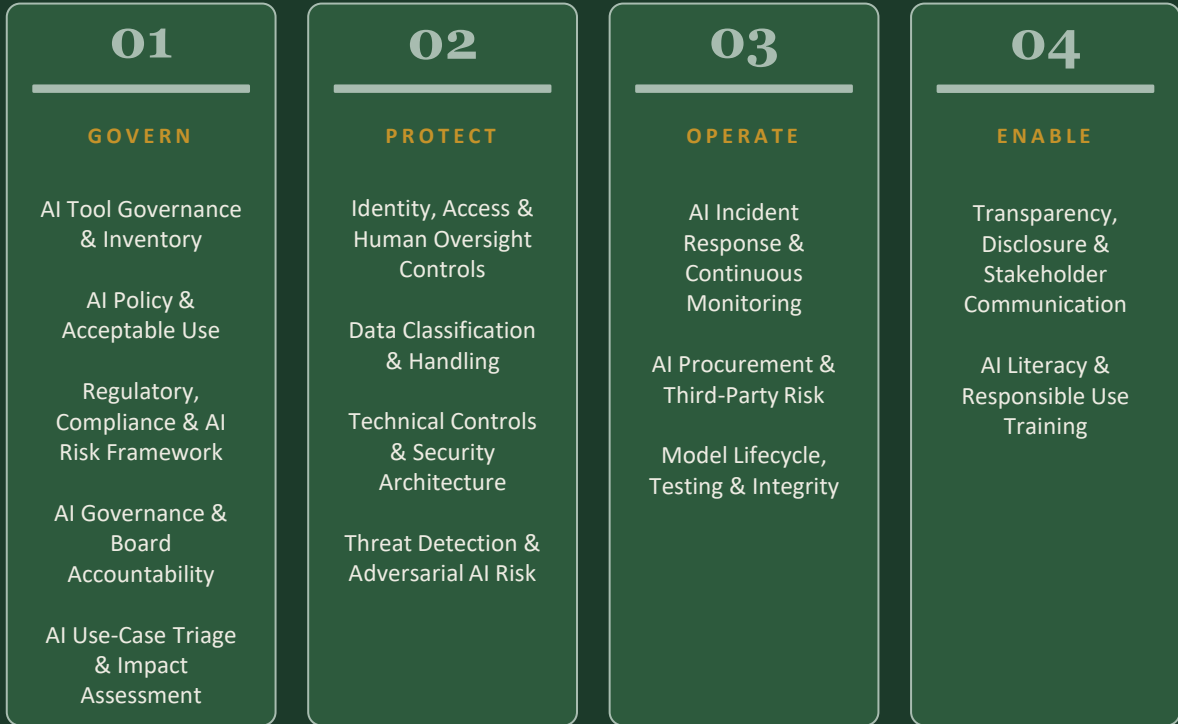 01
GOVERN
AI Tool Governance
& Inventory
AI Policy &
Acceptable Use
Regulatory,
Compliance & AI
Risk Framework
AI Governance &
Board
Accountability
AI Use-Case Triage
& Impact
Assessment
02
PROTECT
Identity, Access &
Human Oversight
Controls
Data Classification
& Handling
Technical Controls
& Security
Architecture
Threat Detection &
Adversarial AI Risk
03
OPERATE
AI Incident
Response &
Continuous
Monitoring
AI Procurement &
Third-Party Risk
Model Lifecycle,
Testing & Integrity
04
ENABLE
Transparency,
Disclosure &
Stakeholder
Communication
AI Literacy &
Responsible Use
Training